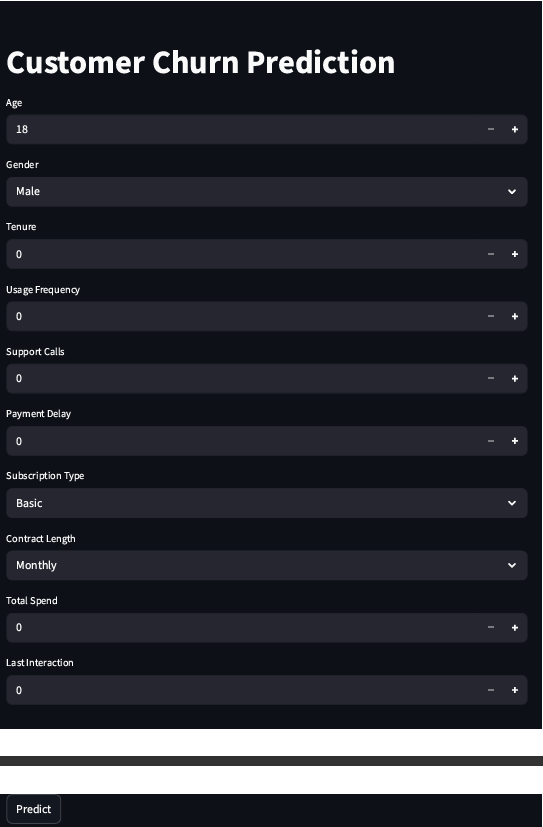 Customer Churn Prediction
Age
18
Gender
Male
Tenure
0
Usage Frequency
0
Support Calls
0
Payment Delay
0
Subscription Type
Basic
Contract Length
Monthly
Total Spend
0
Last Interaction
0
Predict